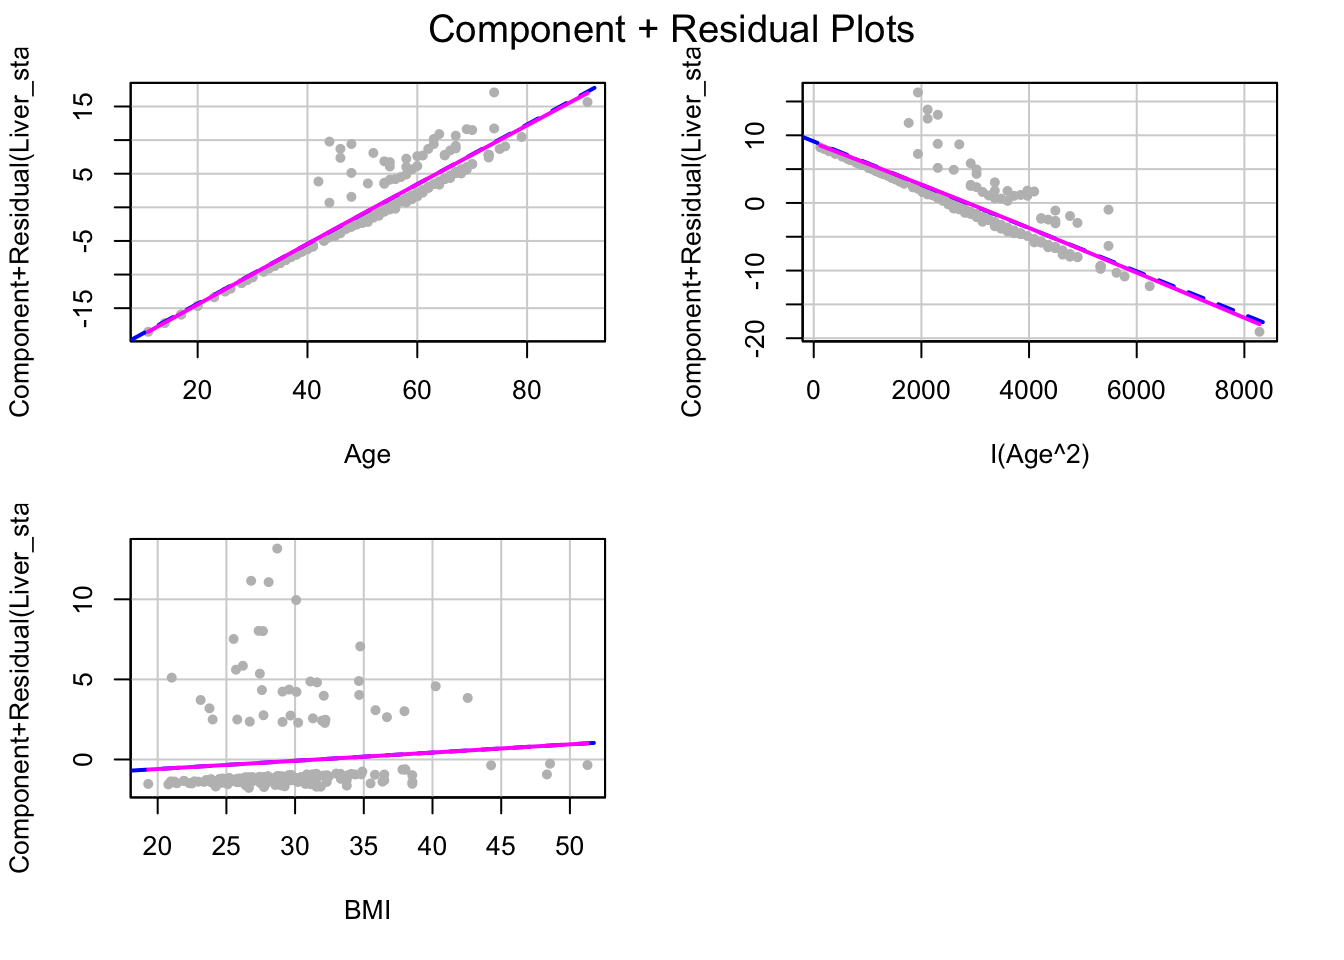 Component + Residual Plots
Component+Residual(Liver_sta
15
5
-5
-15
20 40 60 80
Age
Component+Residual(Liver_sta
10
0
-10
-20
0 2000 4000 6000 8000
I(Age^2)
Component+Residual(Liver_sta
10
5
0
20 25 30 35 40 45 50
BMI